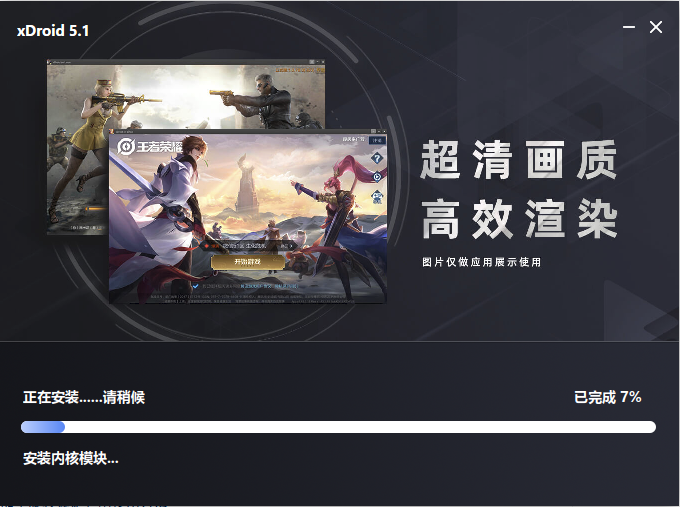 xDroid 5.1
王者荣耀
开始游戏
超清画质
高效渲染
图片仅做应用展示使用
正在安装......请稍候
已完成 7%
安装内核模块...